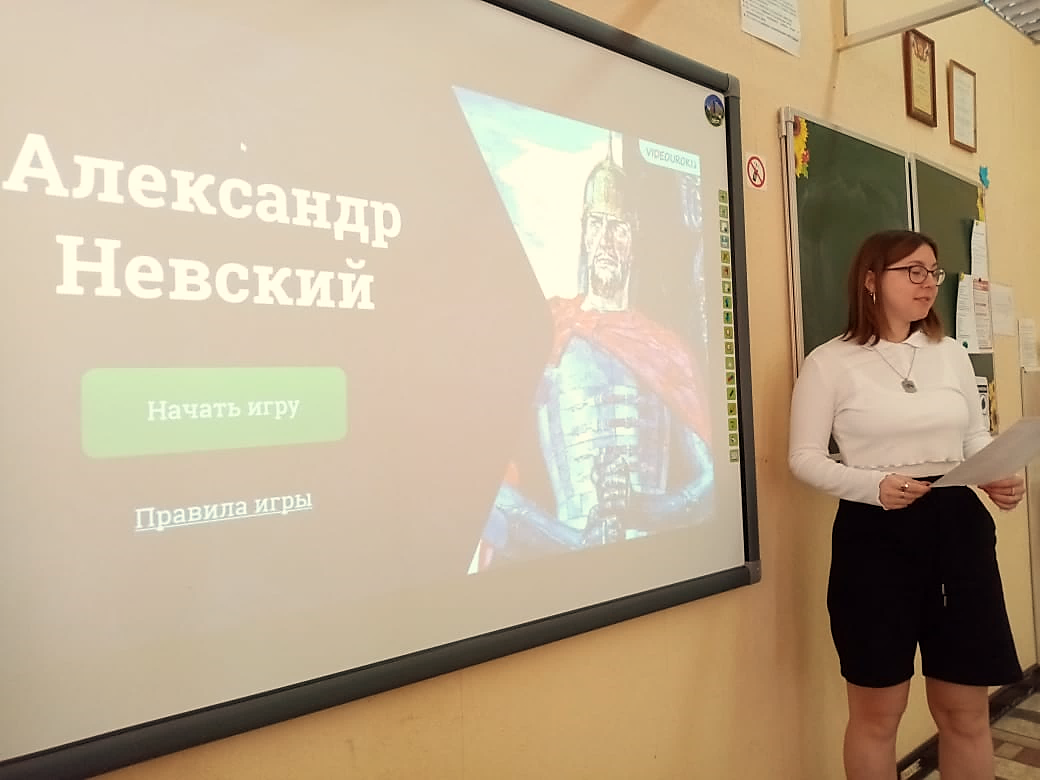 Александр
Невский
Начать игру
Правила игры
VIDEOUROKI